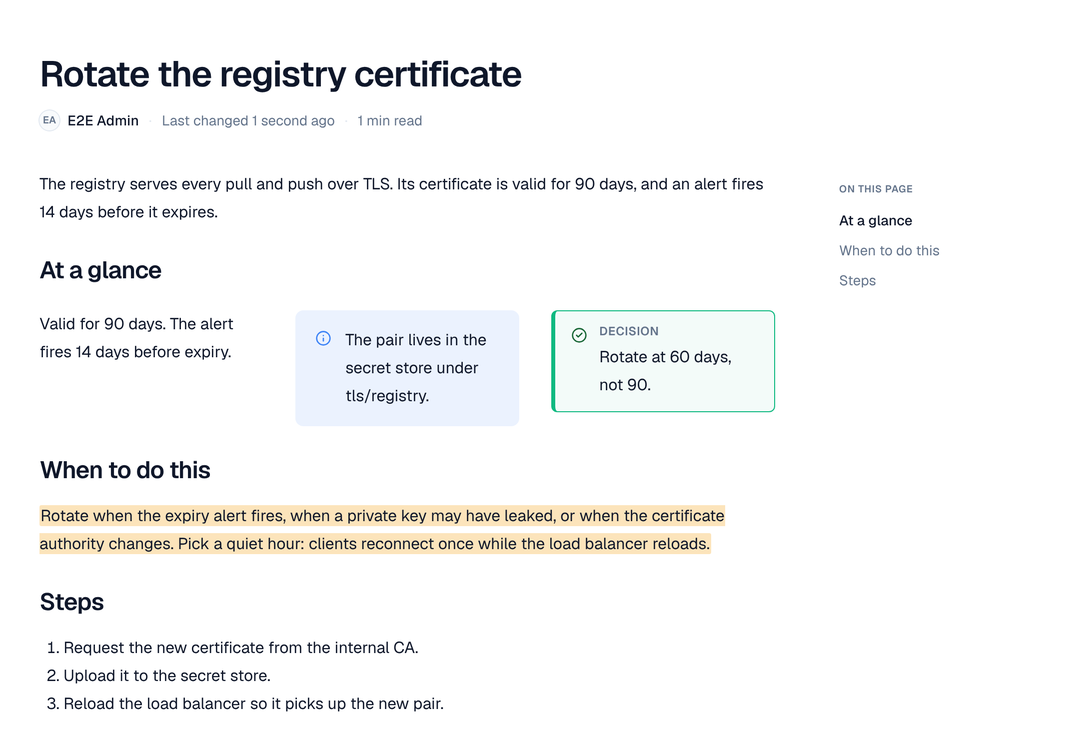 Rotate the registry certificate
EA E2E Admin · Last changed 1 second ago · 1 min read
The registry serves every pull and push over TLS. Its certificate is valid for 90 days, and an alert fires
14 days before it expires.
ON THIS PAGE
At a glance
When to do this
Steps
At a glance
Valid for 90 days. The alert
fires 14 days before expiry.
The pair lives in the
secret store under
tls/registry.
DECISION
Rotate at 60 days,
not 90.
When to do this
Rotate when the expiry alert fires, when a private key may have leaked, or when the certificate
authority changes. Pick a quiet hour: clients reconnect once while the load balancer reloads.
Steps
1. Request the new certificate from the internal CA.
2. Upload it to the secret store.
3. Reload the load balancer so it picks up the new pair.